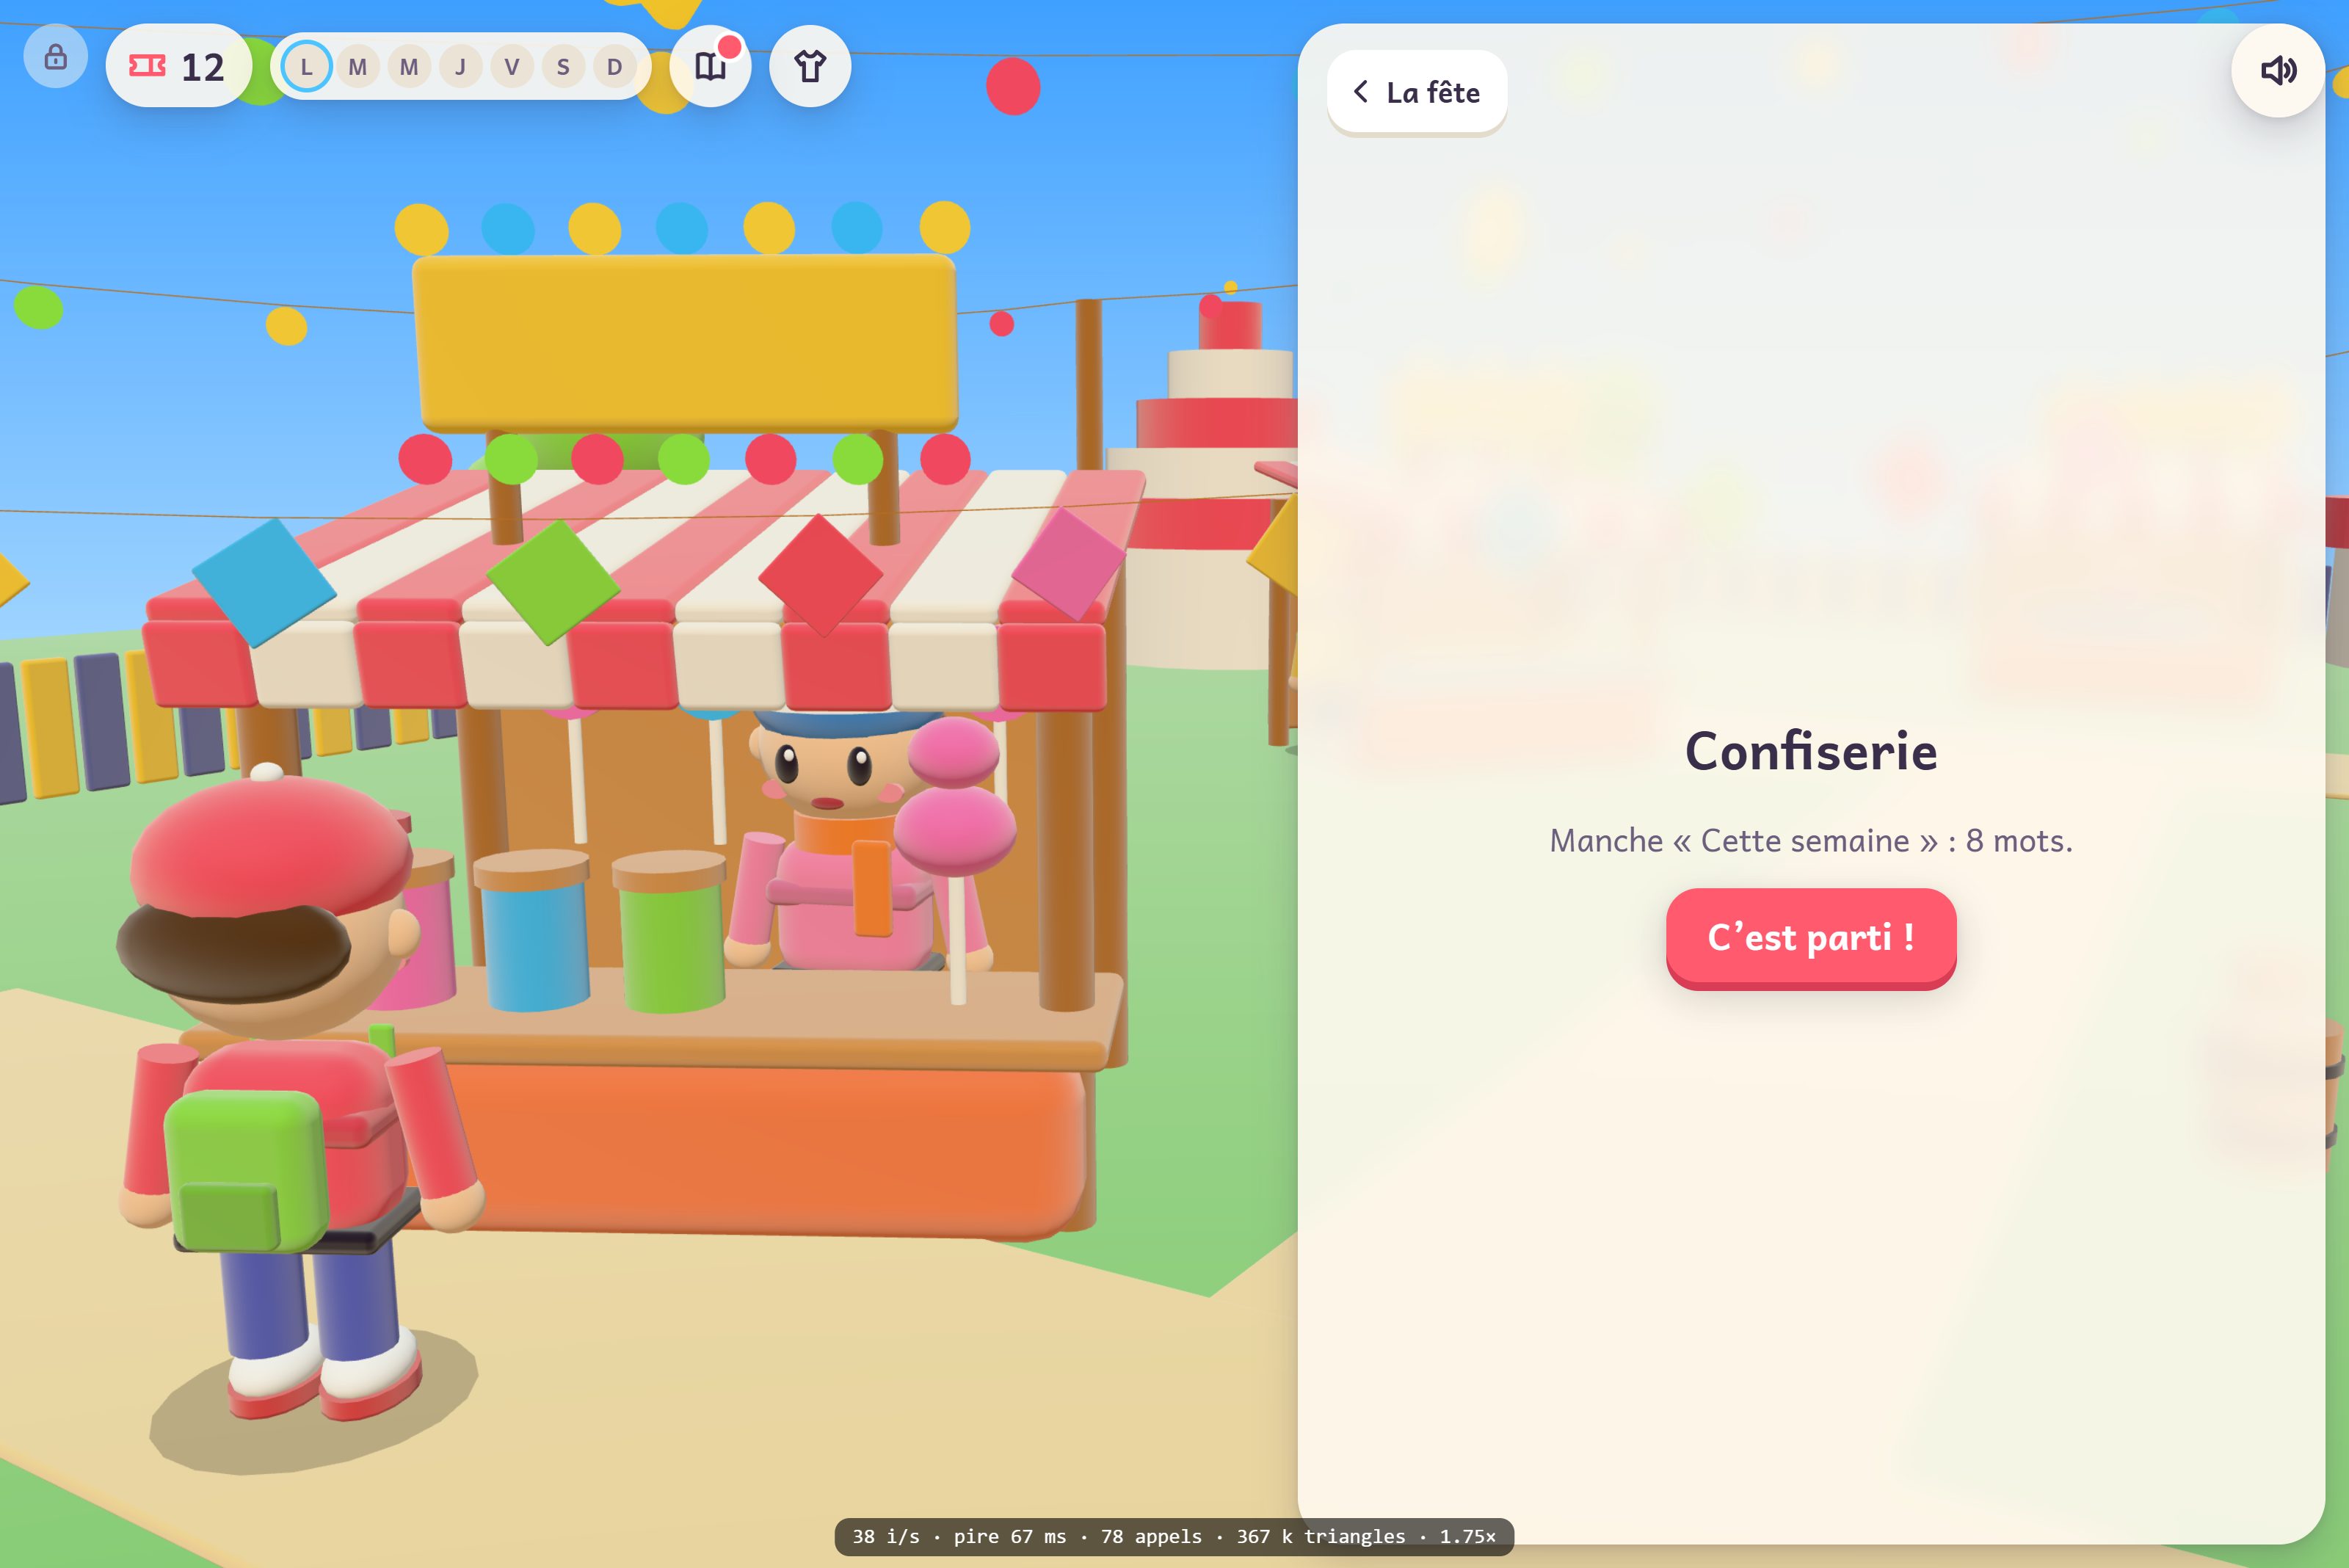 12
L M M J V S D
La fête
Confiserie
Manche « Cette semaine » : 8 mots.
C’est parti !
38 i/s · pire 67 ms · 78 appels · 367 k triangles · 1.75×